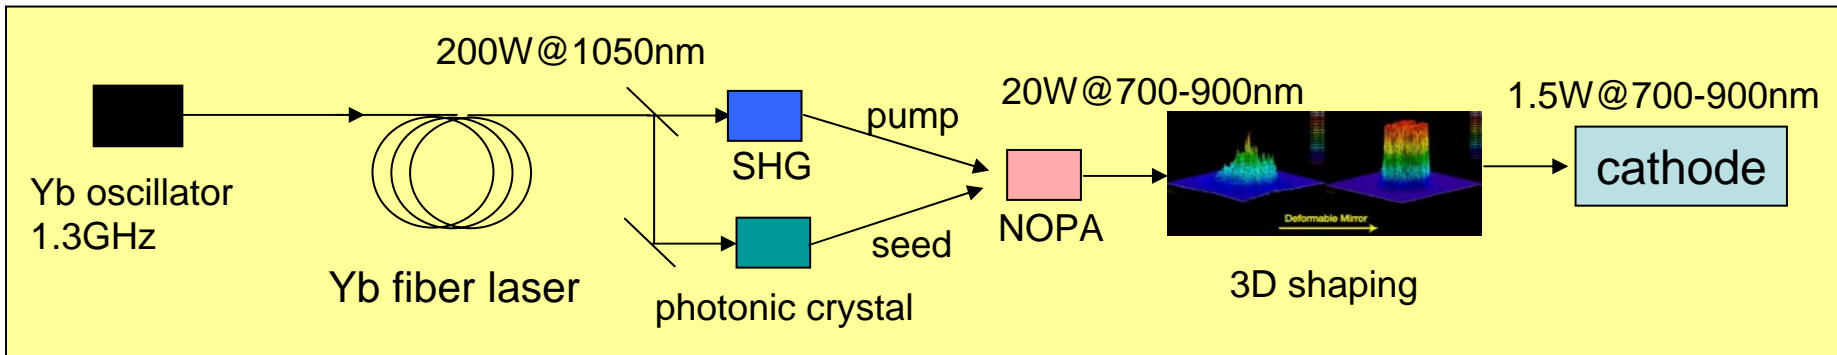 200W@1050nm
Yb oscillator
1.3GHz
Yb fiber laser
SHG
photonic crystal
pump
seed
NOPA
20W@700-900nm
Deformable Mirror
3D shaping
1.5W@700-900nm
cathode